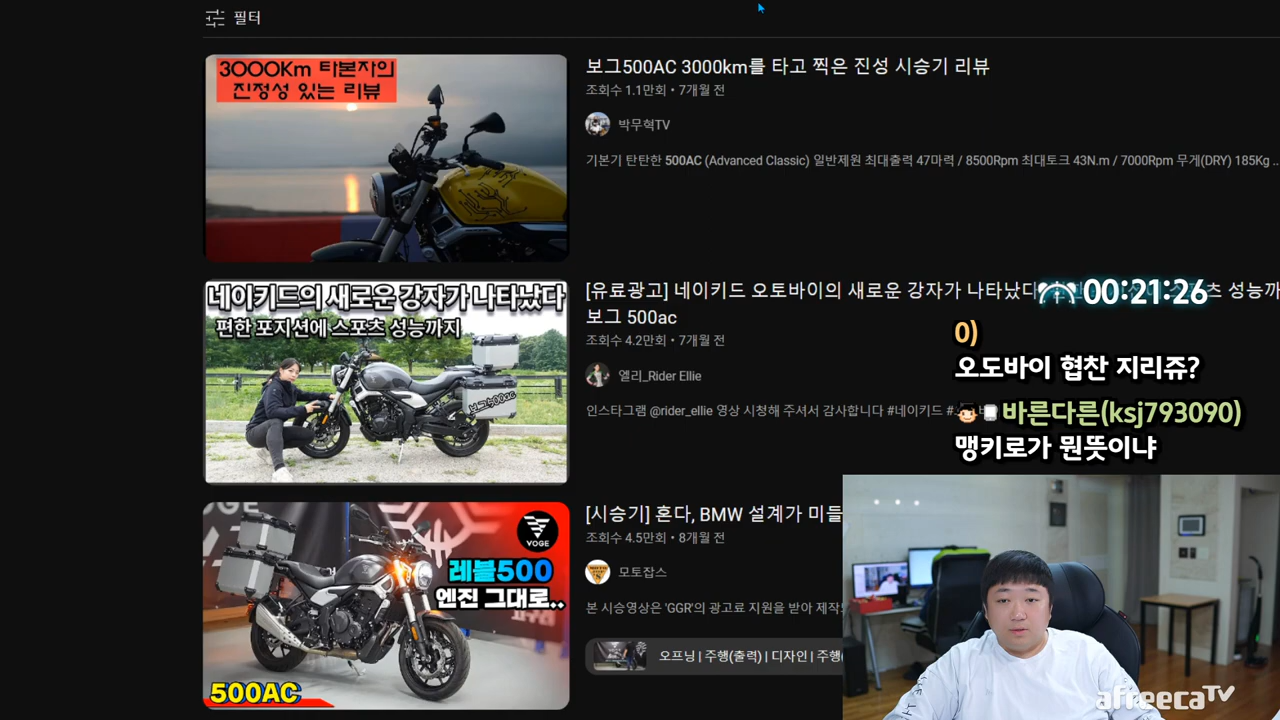 필터
3000Km 타본자의
진정성 있는 리뷰
보그500AC 3000km를 타고 찍은 진성 시승기 리뷰
조회수 1.1만회 • 7개월 전
박무혁TV
기본기 탄탄한 500AC (Advanced Classic) 일반제원 최대출력 47마력 / 8500Rpm 최대토크 43N.m / 7000Rpm 무게(DRY) 185Kg ...
네이키드의 새로운 강자가 나타났다
편한 포지션에 스포츠 성능까지
보그500AC
[유료광고] 네이키드 오토바이의 새로운 강자가 나타났다
보그 500ac
조회수 4.2만회 • 7개월 전
엘리_Rider Ellie
인스타그램 @rider_ellie 영상 시청해 주셔서 감사합니다 #네이키드
00:21:26
0)
오도바이 협찬 지리쥬?
바른다른(ksj793090)
맹키로가 뭔뜻이냐
VOGE
레블500
엔진 그대로..
500AC
[시승기] 혼다, BMW 설계가 미들
조회수 4.5만회 • 8개월 전
모토잡스
본 시승영상은 'GGR'의 광고료 지원을 받아 제작
오프닝 | 주행(출력) | 디자인 | 주행(
afreecaTV